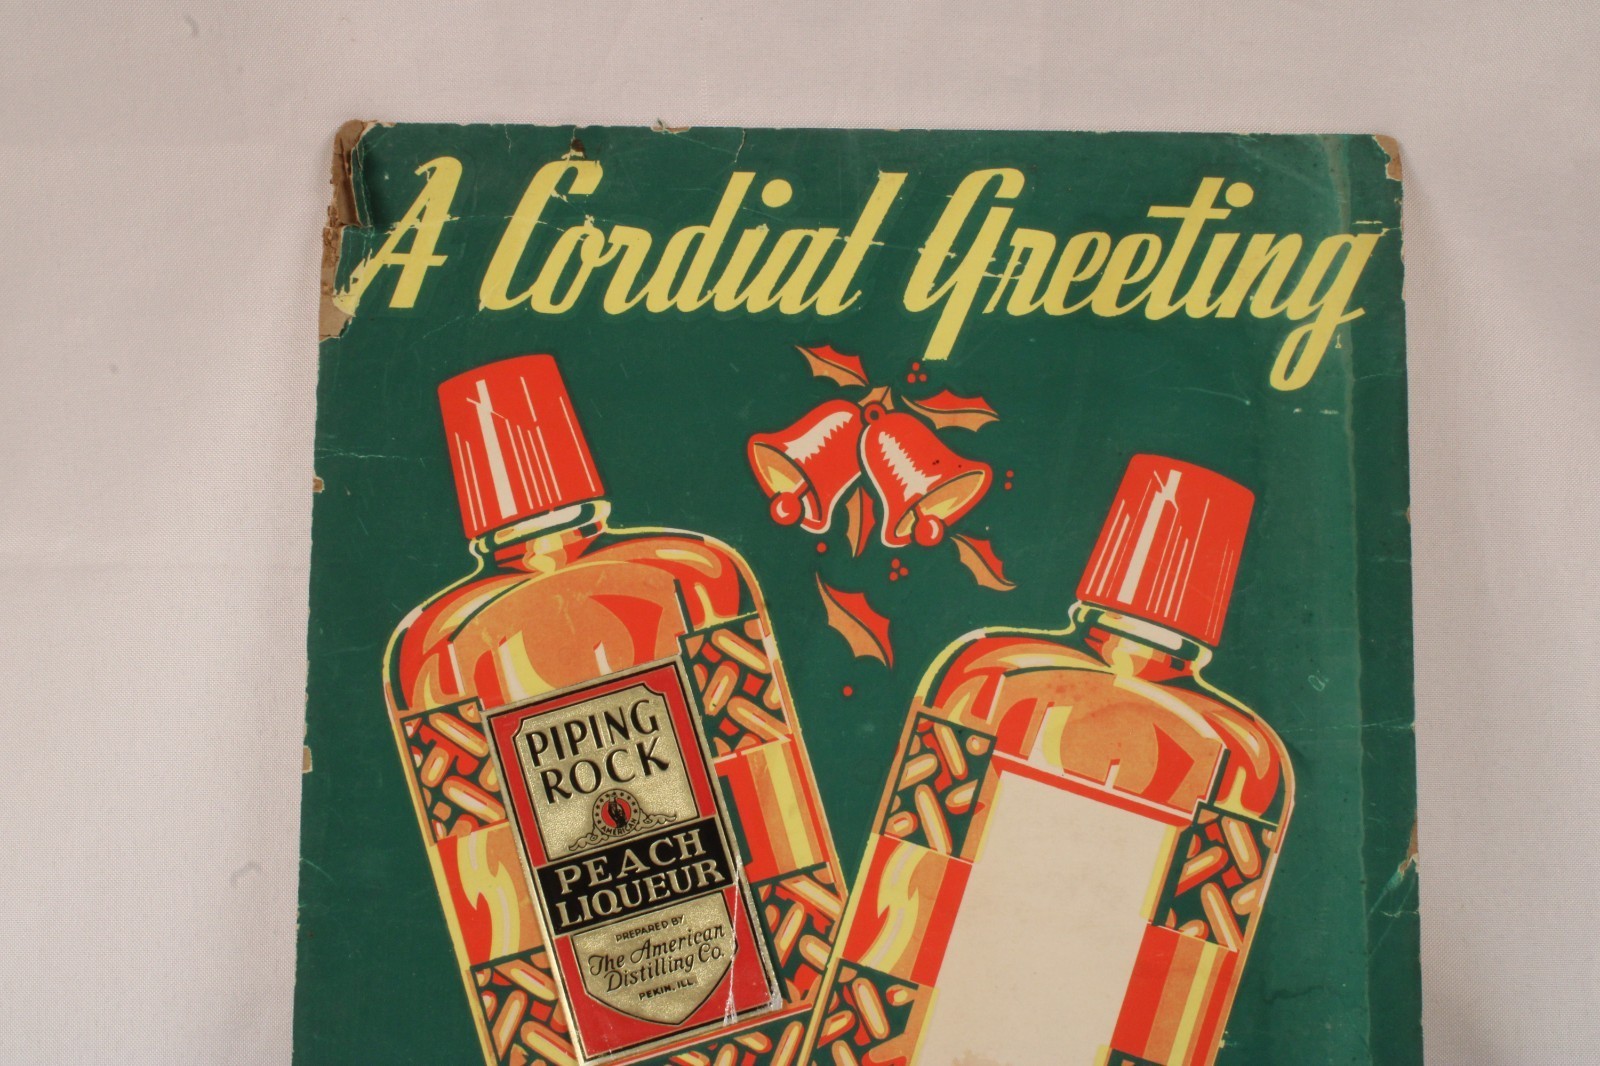 A Cordial Greeting
PIPING
ROCK
AMERICAN
PEACH
LIQUEUR
PREPARED BY
The American
Distilling Co.
PEKIN, ILL